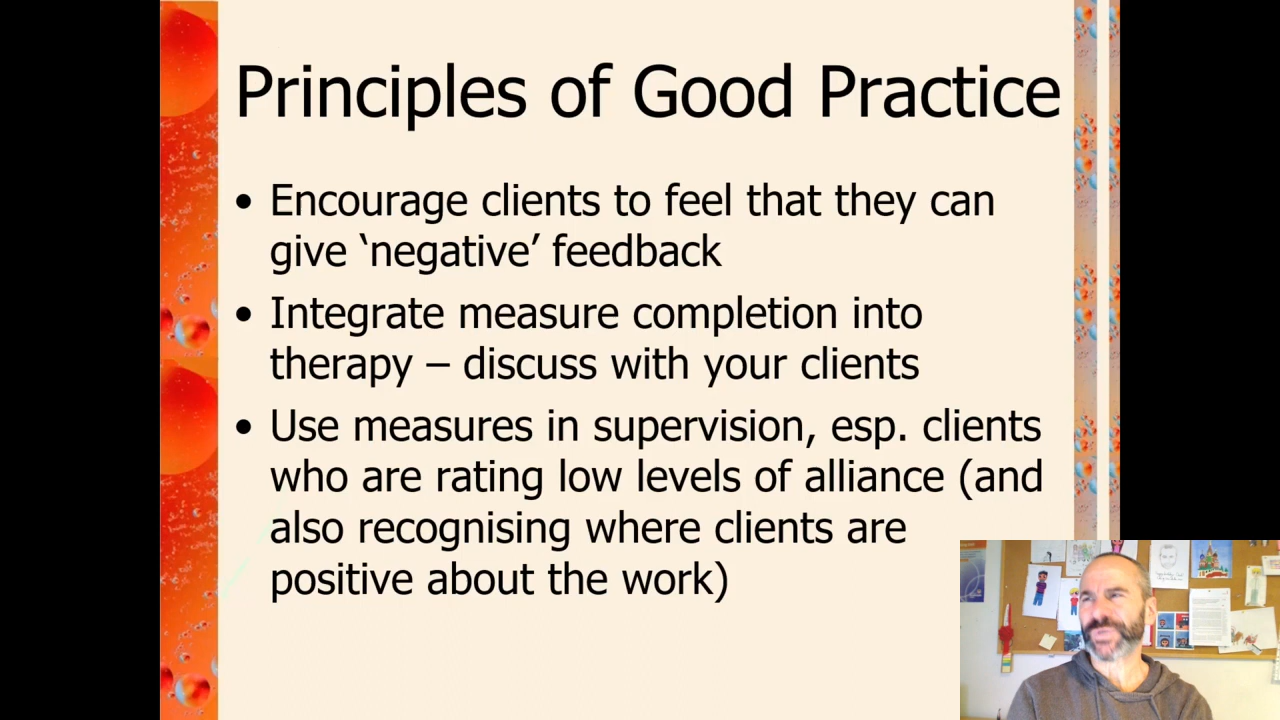 Principles of Good Practice
• Encourage clients to feel that they can
give ‘negative’ feedback
• Integrate measure completion into
therapy – discuss with your clients
• Use measures in supervision, esp. clients
who are rating low levels of alliance (and
also recognising where clients are
positive about the work)